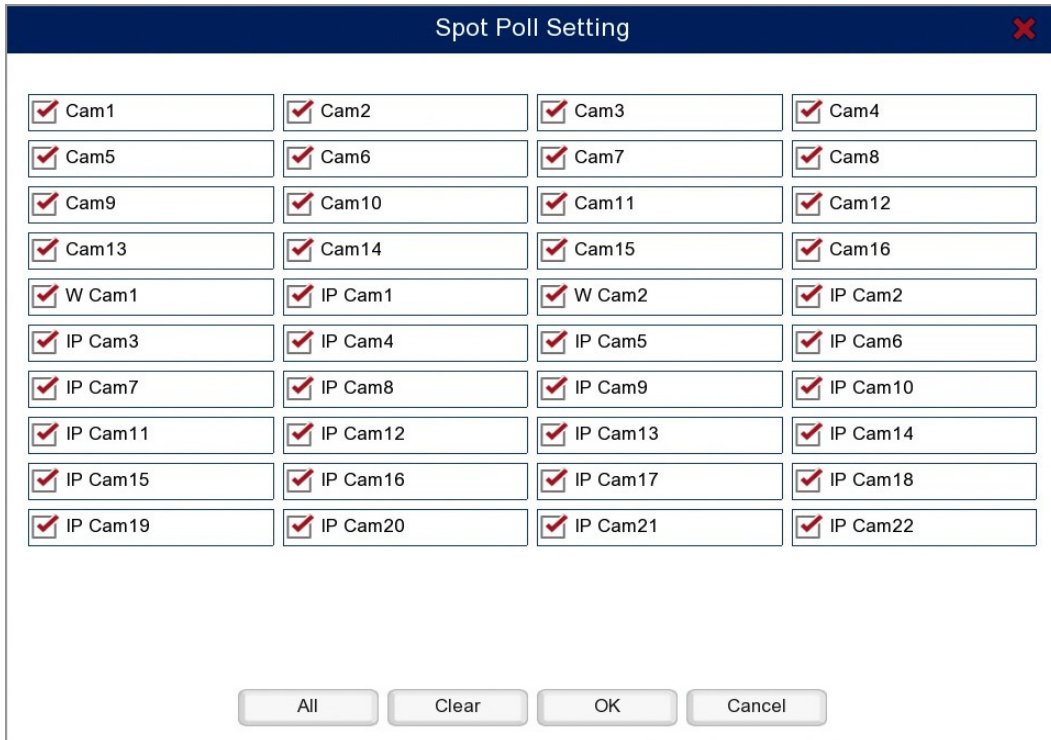 Spot Poll Setting
Cam1 Cam2 Cam3 Cam4
Cam5 Cam6 Cam7 Cam8
Cam9 Cam10 Cam11 Cam12
Cam13 Cam14 Cam15 Cam16
W Cam1 IP Cam1 W Cam2 IP Cam2
IP Cam3 IP Cam4 IP Cam5 IP Cam6
IP Cam7 IP Cam8 IP Cam9 IP Cam10
IP Cam11 IP Cam12 IP Cam13 IP Cam14
IP Cam15 IP Cam16 IP Cam17 IP Cam18
IP Cam19 IP Cam20 IP Cam21 IP Cam22
All Clear OK Cancel